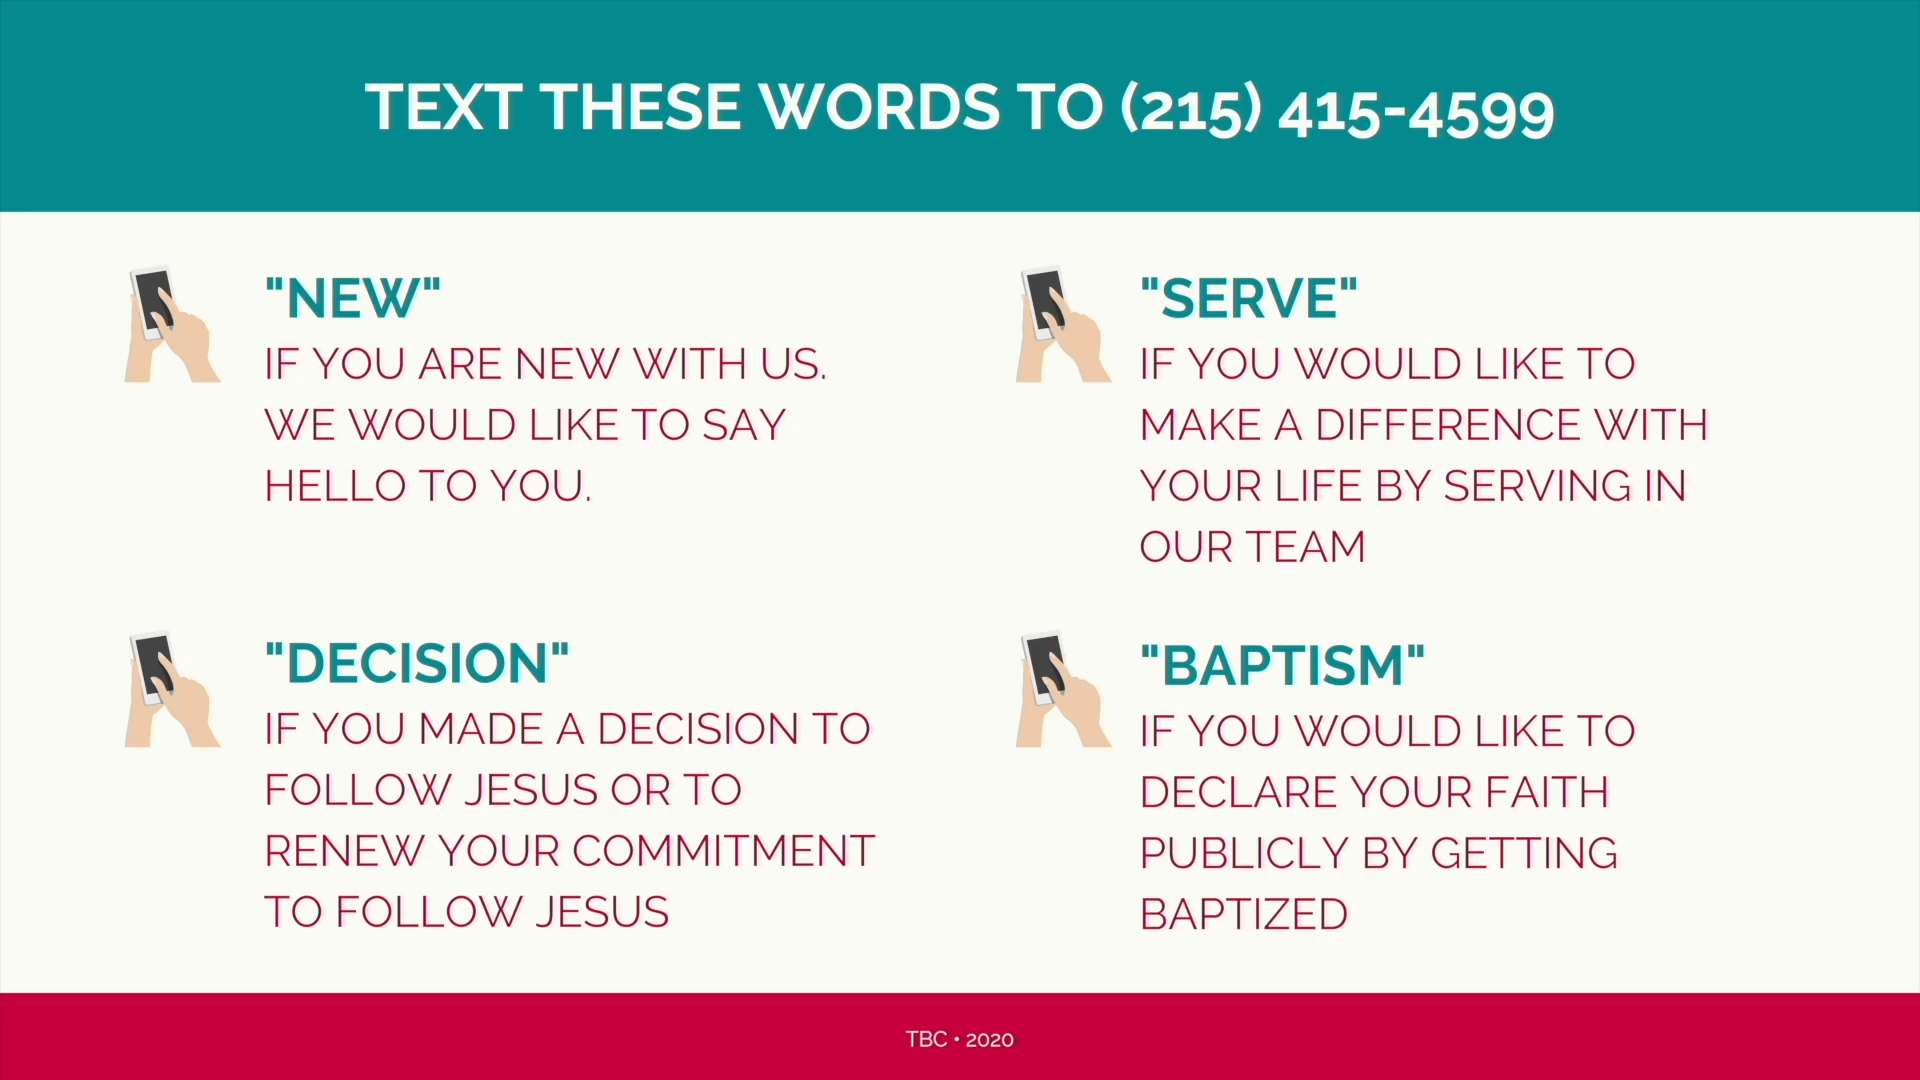 TEXT THESE WORDS TO (215) 415-4599
"NEW"
IF YOU ARE NEW WITH US.
WE WOULD LIKE TO SAY
HELLO TO YOU.
"SERVE"
IF YOU WOULD LIKE TO
MAKE A DIFFERENCE WITH
YOUR LIFE BY SERVING IN
OUR TEAM
"DECISION"
IF YOU MADE A DECISION TO
FOLLOW JESUS OR TO
RENEW YOUR COMMITMENT
TO FOLLOW JESUS
"BAPTISM"
IF YOU WOULD LIKE TO
DECLARE YOUR FAITH
PUBLICLY BY GETTING
BAPTIZED
TBC • 2020